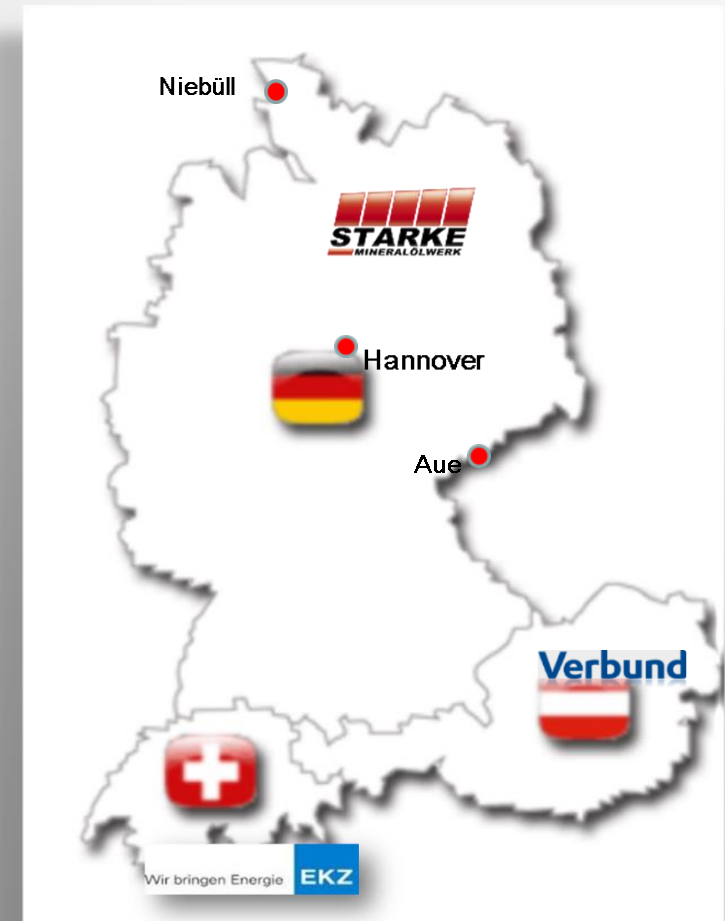 Niebüll
STARKE
MINERALÖLWERK
Hannover
Aue
Verbund
Wir bringen Energie EKZ